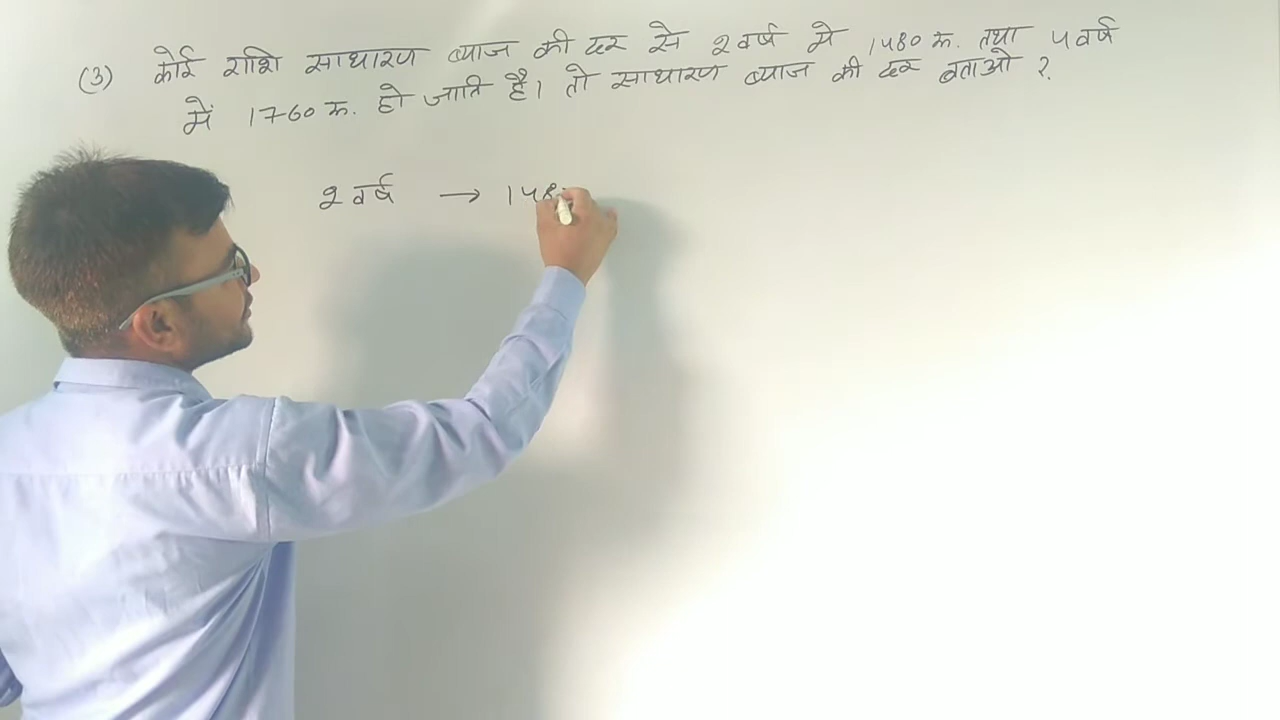 (3) कोई राशि साधारण ब्याज की दर से 2 वर्ष मे 1480 रू. तथा 4 वर्ष
में 1760 रू. हो जाति है। तो साधारण ब्याज की दर बताओ ?
2 वर्ष → 148